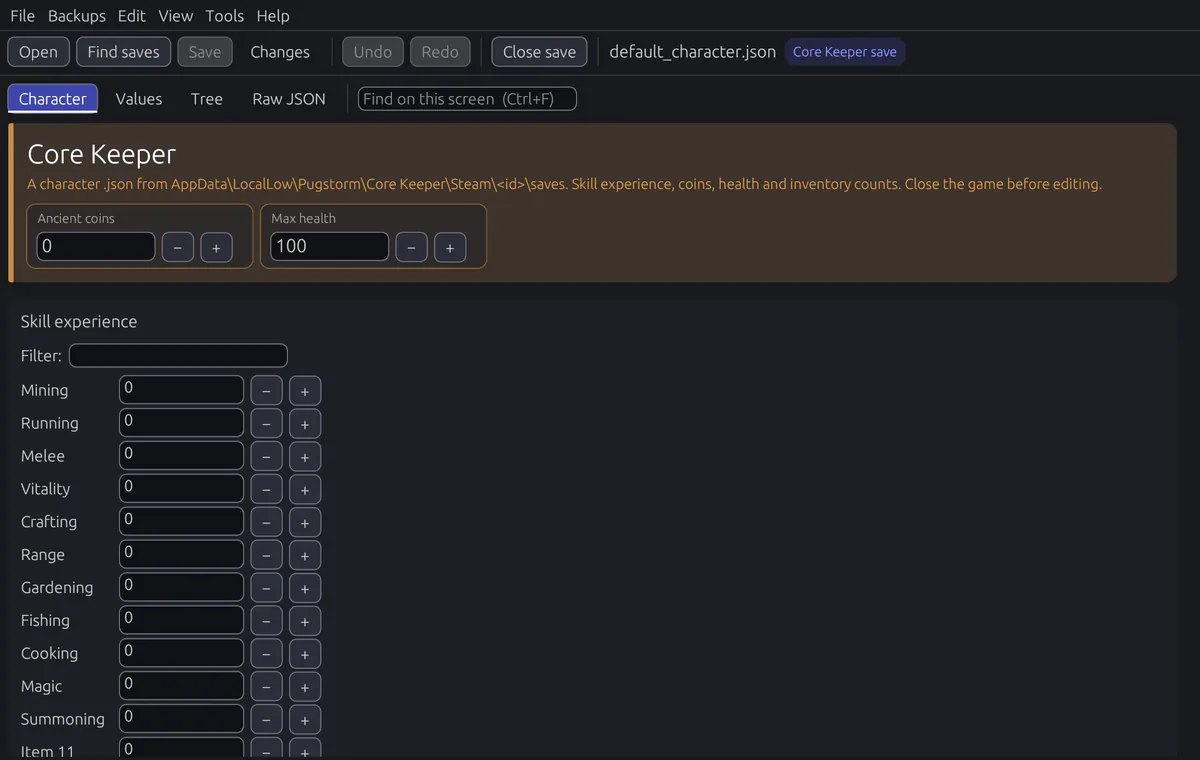 File Backups Edit View Tools Help
Open Find saves Save Changes Undo Redo Close save default_character.json Core Keeper save
Character Values Tree Raw JSON Find on this screen (Ctrl+F)
Core Keeper
A character .json from AppData\LocalLow\Pugstorm\Core Keeper\Steam\<id>\saves. Skill experience, coins, health and inventory counts. Close the game before editing.
Ancient coins Max health
0 − + 100 − +
Skill experience
Filter:
Mining 0 − +
Running 0 − +
Melee 0 − +
Vitality 0 − +
Crafting 0 − +
Range 0 − +
Gardening 0 − +
Fishing 0 − +
Cooking 0 − +
Magic 0 − +
Summoning 0 − +
Item 11 0 − +